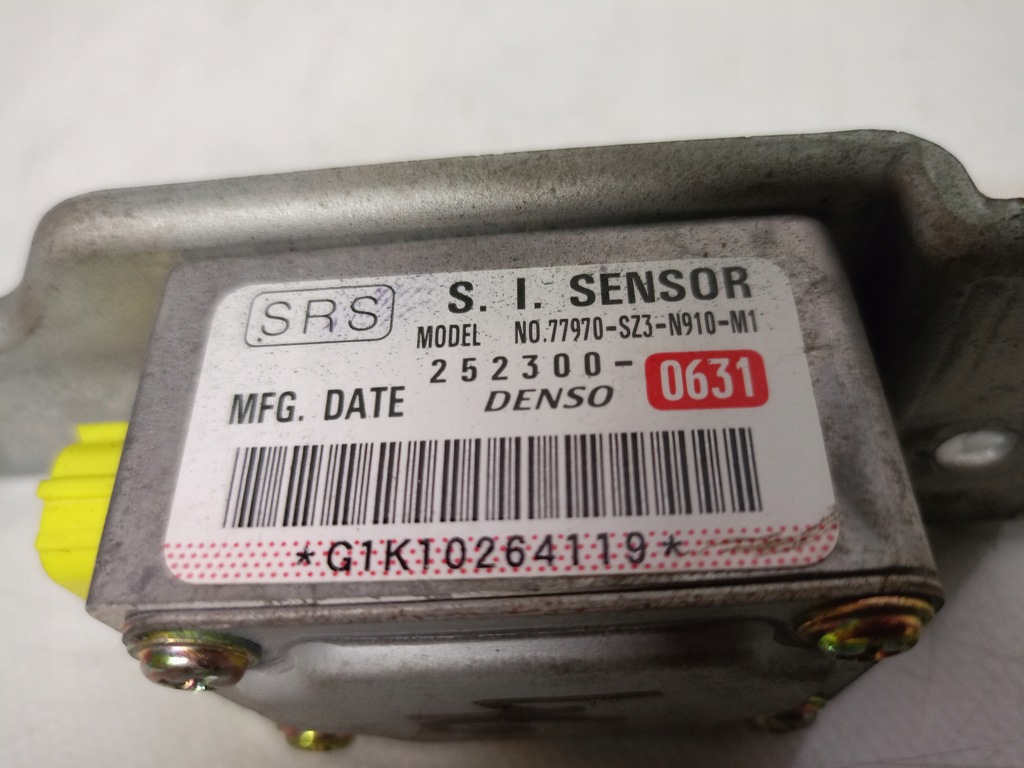 SRS
S. I. SENSOR
MODEL NO.77970-SZ3-N910-M1
252300-0631
MFG. DATE DENSO
*G1K10264119*